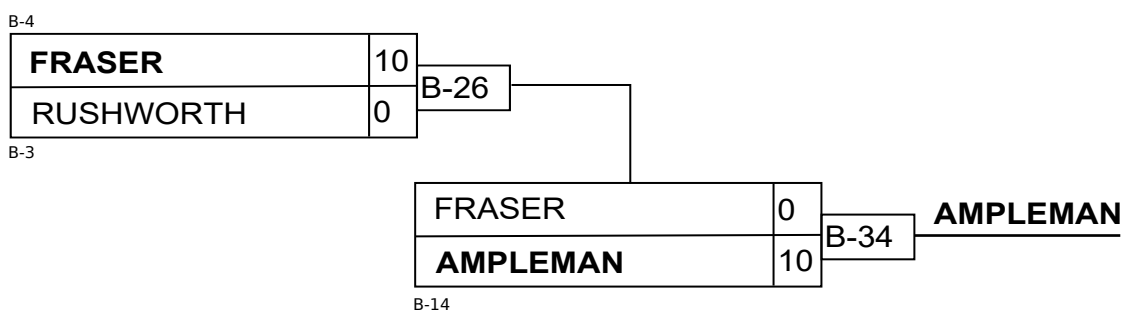 B-4
FRASER 10
B-26
RUSHWORTH 0
B-3
FRASER 0
AMPLEMAN
B-34
AMPLEMAN 10
B-14